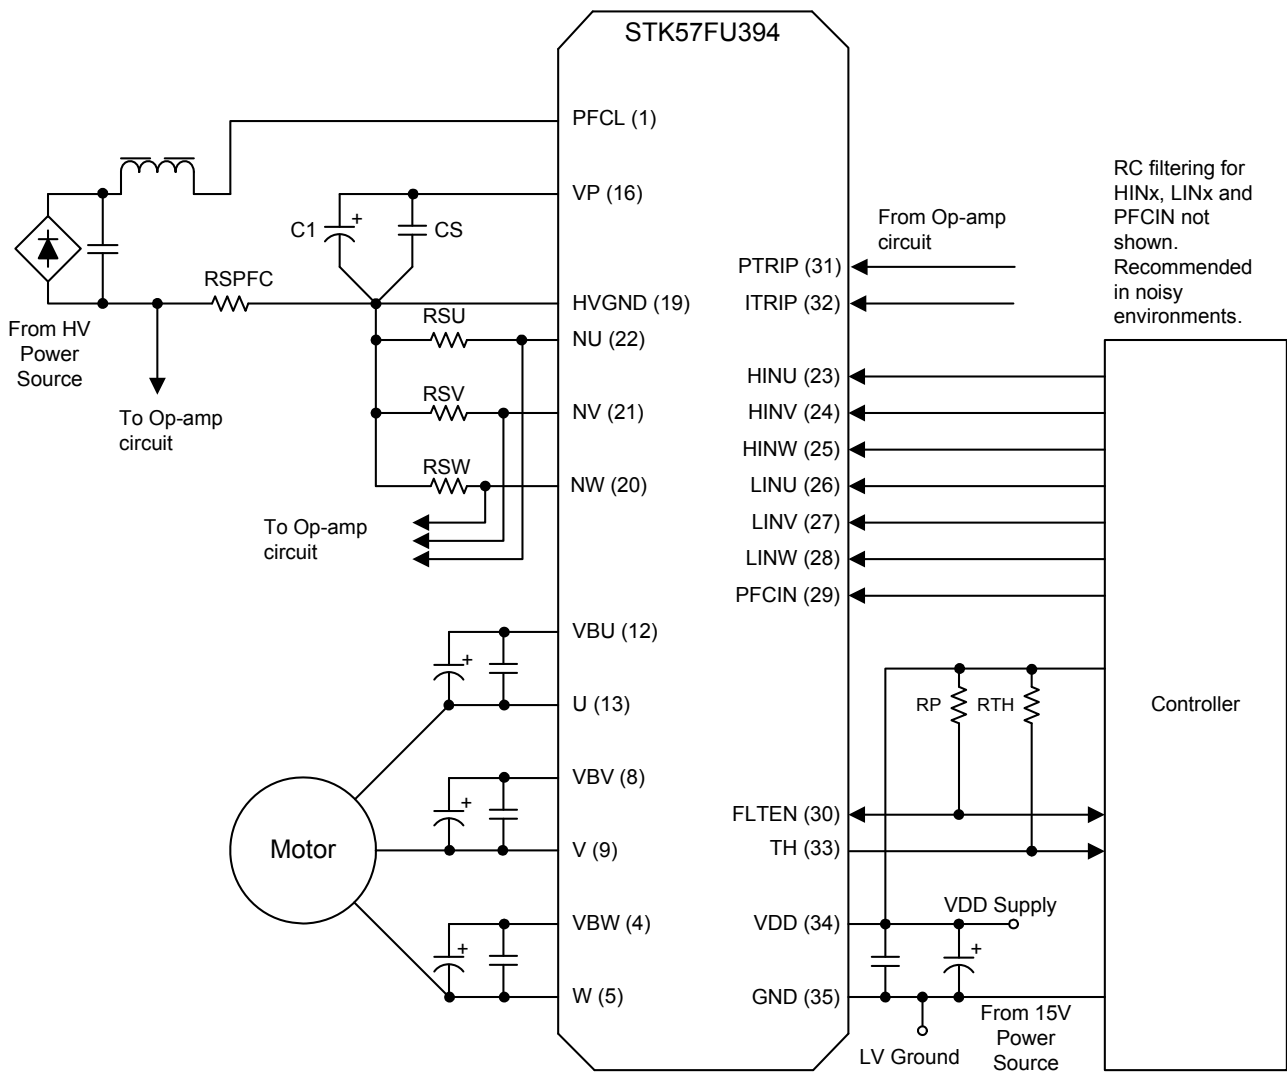 STK57FU394
PFCL (1)
VP (16)
C1
+
CS
RSPFC
HVGND (19)
From HV
Power
Source
To Op-amp
circuit
RSU
NU (22)
RSV
NV (21)
RSW
NW (20)
To Op-amp
circuit
VBU (12)
+
U (13)
VBV (8)
+
V (9)
Motor
VBW (4)
+
W (5)
From Op-amp
circuit
PTRIP (31)
ITRIP (32)
RC filtering for
HINx, LINx and
PFCIN not
shown.
Recommended
in noisy
environments.
HINU (23)
HINV (24)
HINW (25)
LINU (26)
LINV (27)
LINW (28)
PFCIN (29)
RP
RTH
Controller
FLTEN (30)
TH (33)
VDD (34)
VDD Supply
+
GND (35)
LV Ground
From 15V
Power
Source